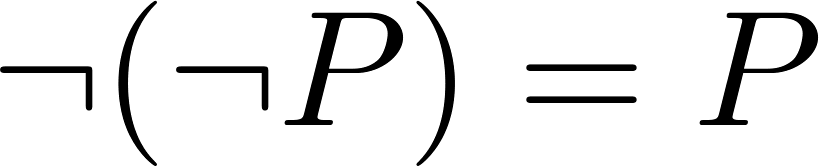 ¬(¬P) = P